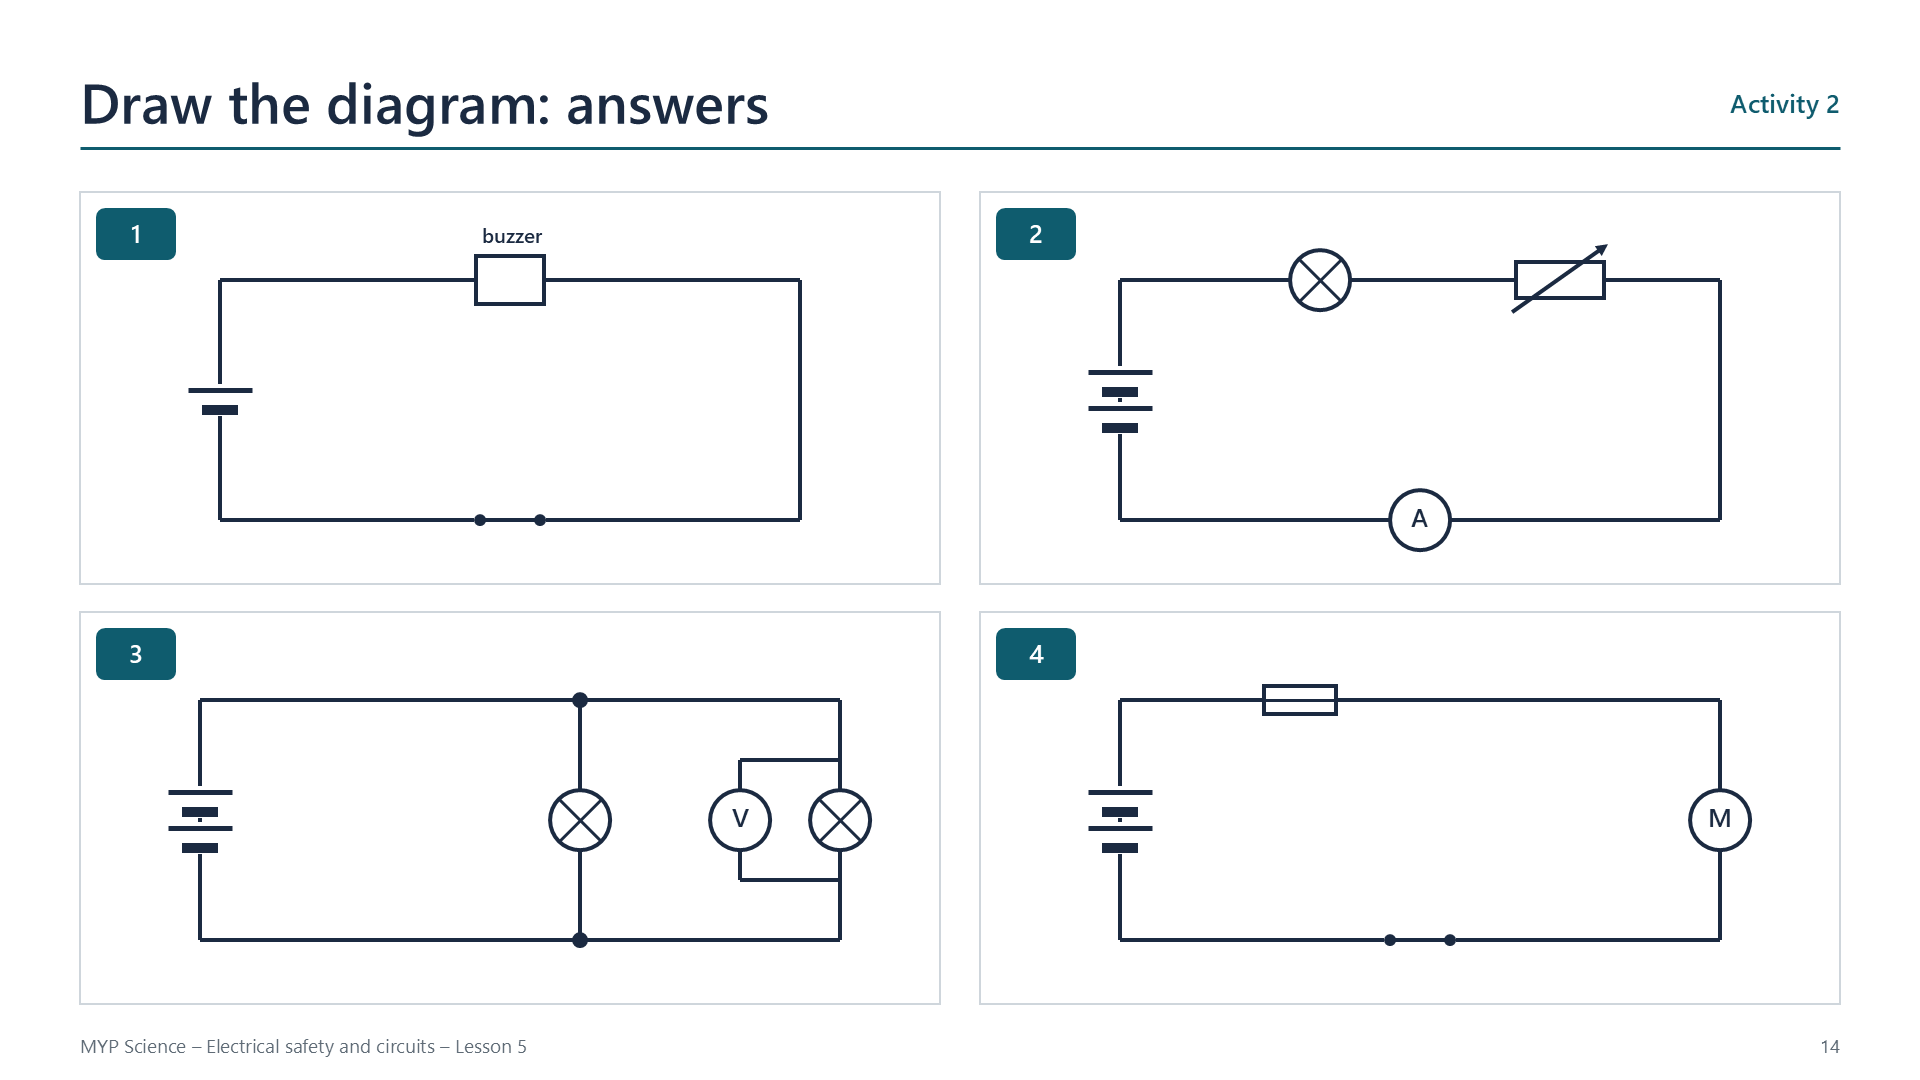 Draw the diagram: answers
Activity 2
1
buzzer
2
A
3
V
4
M
MYP Science – Electrical safety and circuits – Lesson 5
14